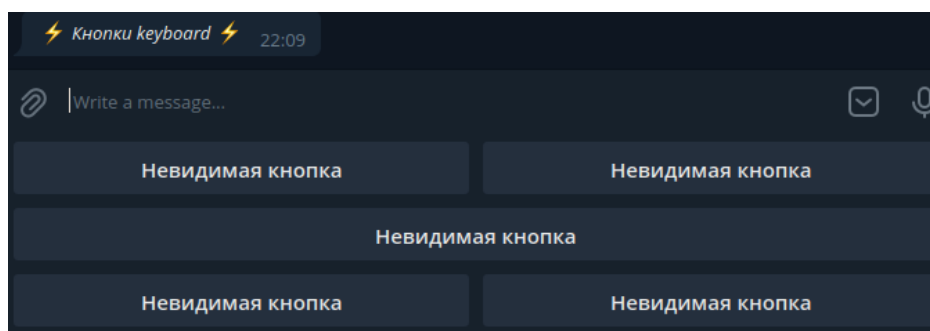 ⚡ Кнопки keyboard ⚡ 22:09
Write a message...
Невидимая кнопка Невидимая кнопка
Невидимая кнопка
Невидимая кнопка Невидимая кнопка